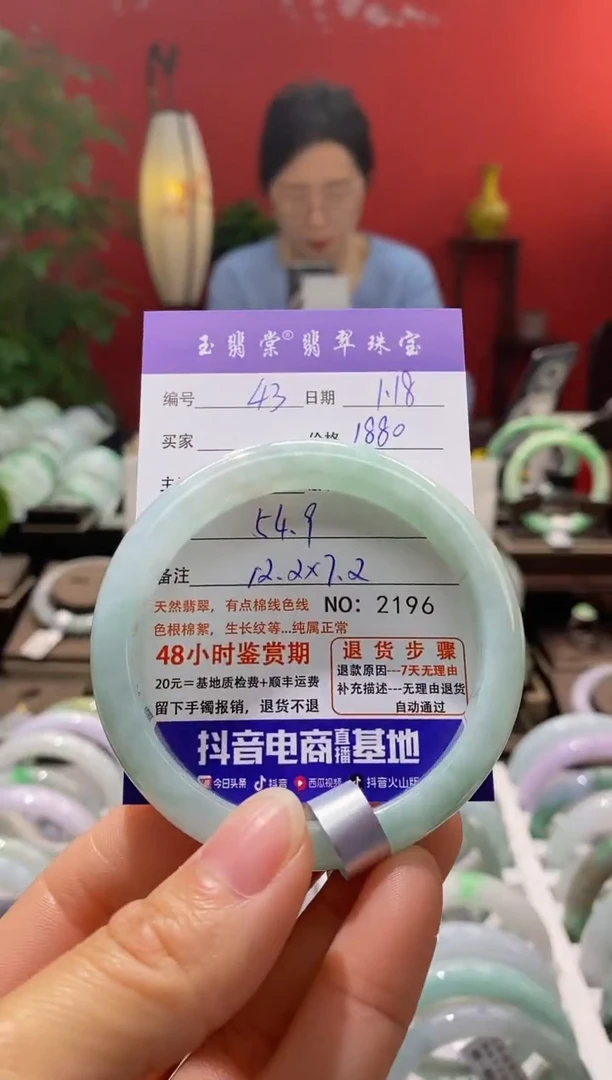 玉翡棠®翡翠珠宝
编号 43 日期 1.18
买家 价格 1880
54.9
备注 12.2×7.2
天然翡翠，有点棉线色线 NO: 2196
色根棉絮，生长纹等...纯属正常
48小时鉴赏期
20元=基地质检费+顺丰运费
留下手镯报销，退货不退
退货步骤
退款原因---7天无理由
补充描述---无理由退货
自动通过
抖音电商直播基地
今日头条 抖音 西瓜视频 抖音火山版